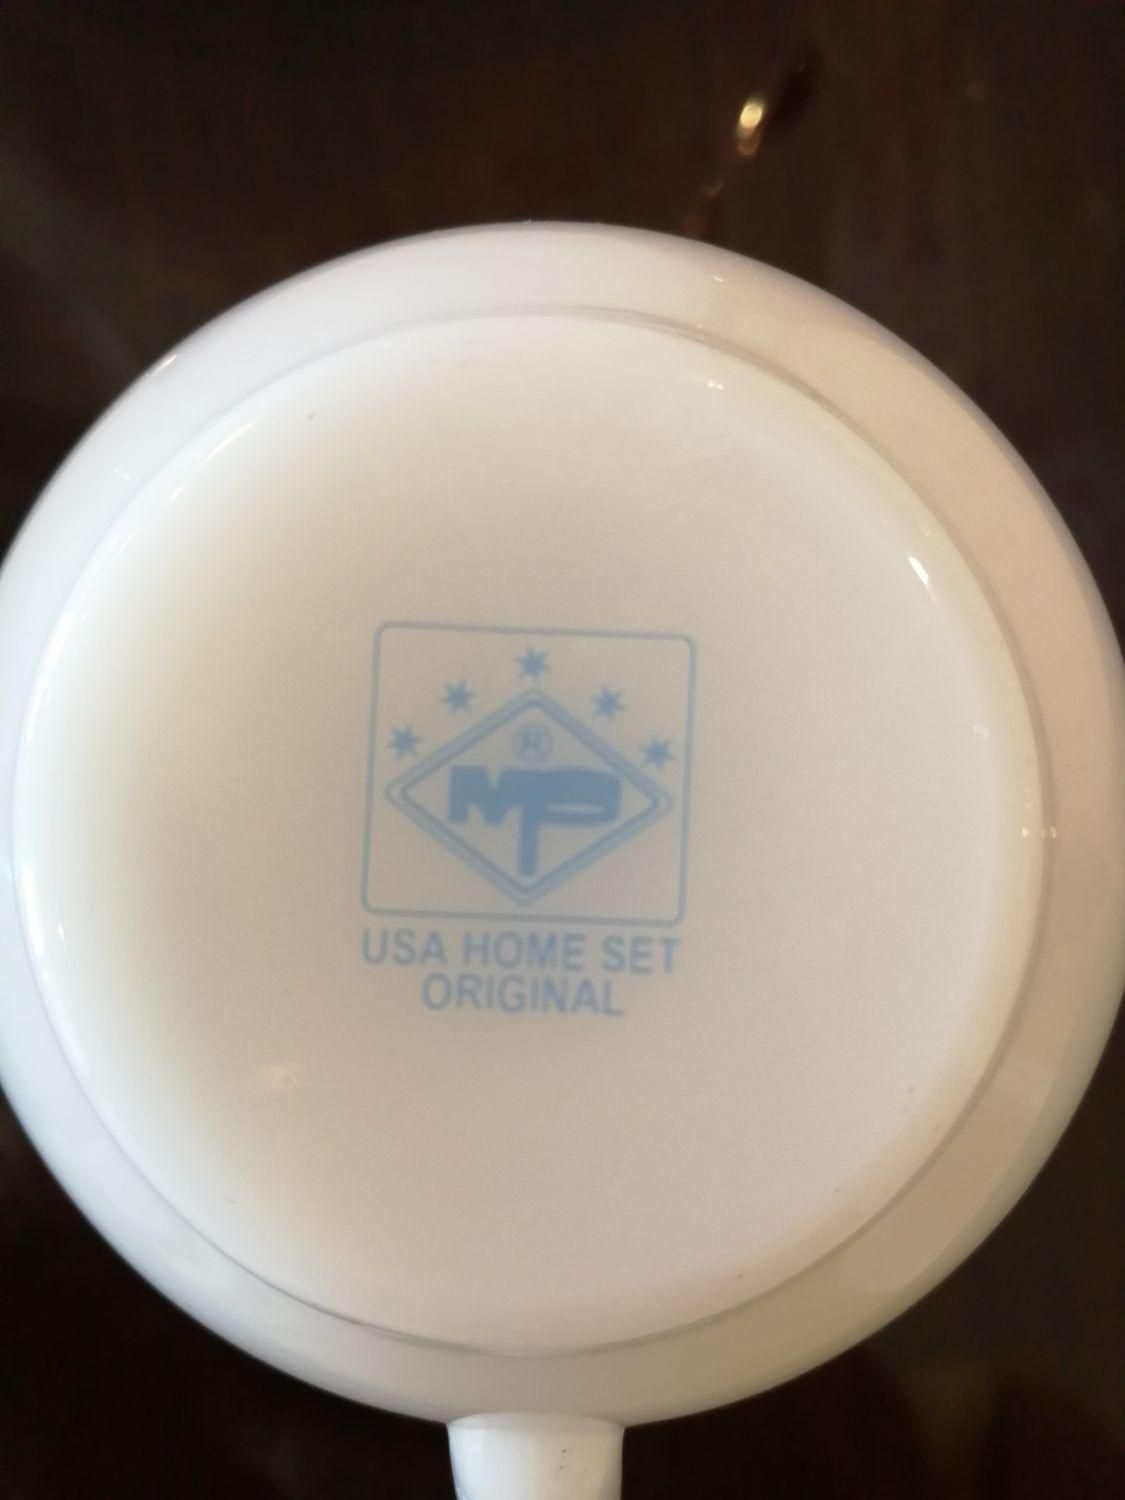 ®
MP
USA HOME SET
ORIGINAL